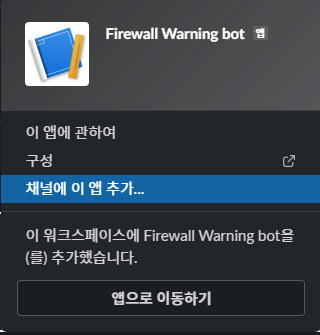 Firewall Warning bot 앱
이 앱에 관하여
구성
채널에 이 앱 추가...
이 워크스페이스에 Firewall Warning bot을
(를) 추가했습니다.
앱으로 이동하기